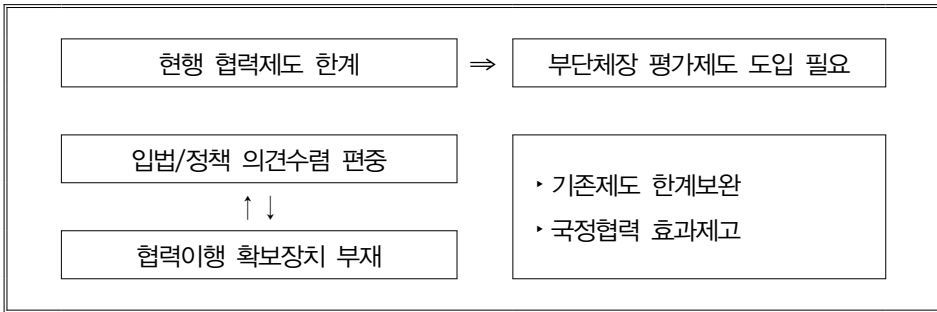 현행 협력제도 한계 ⇒ 부단체장 평가제도 도입 필요
입법/정책 의견수렴 편중
↑↓
협력이행 확보장치 부재
‣기존제도 한계보완
‣국정협력 효과제고